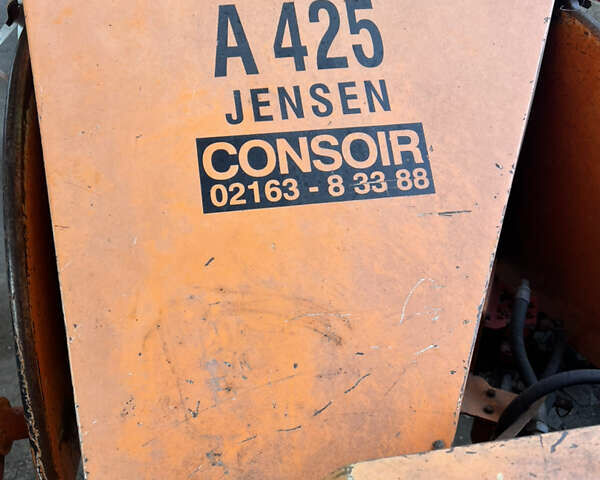 A 425
JENSEN
CONSOIR
02163 - 8 33 88